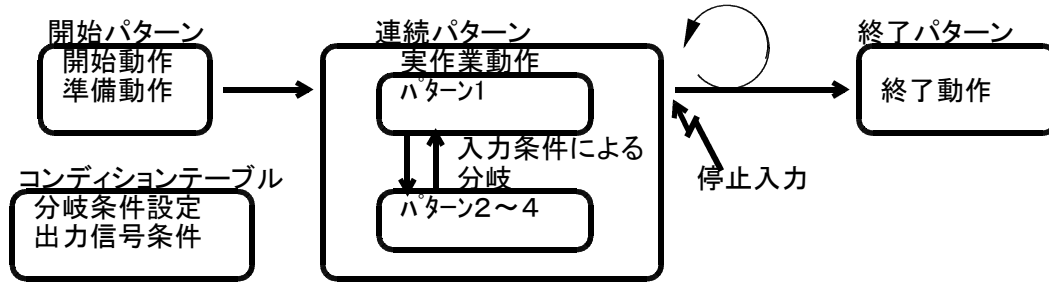 開始パターン
開始動作
準備動作
連続パターン
実作業動作
パターン1
入力条件による
分岐
パターン2～4
終了パターン
終了動作
停止入力
コンディションテーブル
分岐条件設定
出力信号条件